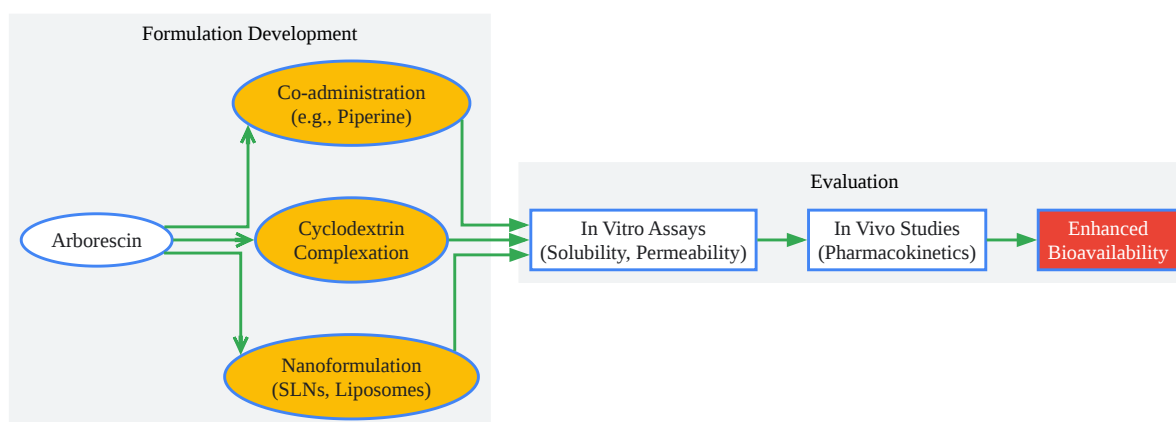 Formulation Development
Co-administration
(e.g., Piperine)
Arborescin
Cyclodextrin
Complexation
Nanoformulation
(SLNs, Liposomes)
Evaluation
In Vitro Assays
(Solubility, Permeability)
In Vivo Studies
(Pharmacokinetics)
Enhanced
Bioavailability